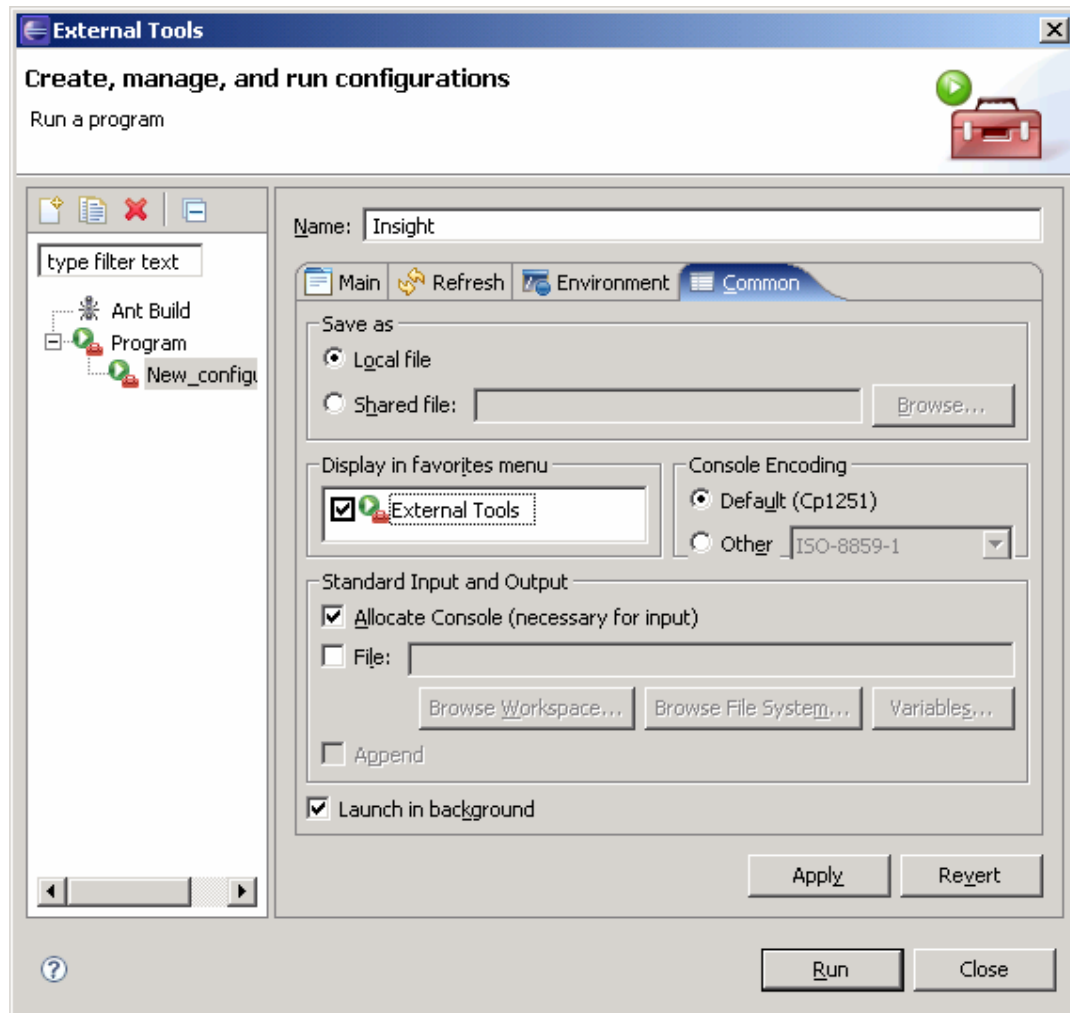 External Tools
Create, manage, and run configurations
Run a program
type filter text
Ant Build
Program
New_configu
Name: Insight
Main Refresh Environment Common
Save as
Local file
Shared file: Browse...
Display in favorites menu
External Tools
Console Encoding
Default (Cp1251)
Other ISO-8859-1
Standard Input and Output
Allocate Console (necessary for input)
File:
Browse Workspace... Browse File System... Variables...
Append
Launch in background
Apply Revert
? Run Close